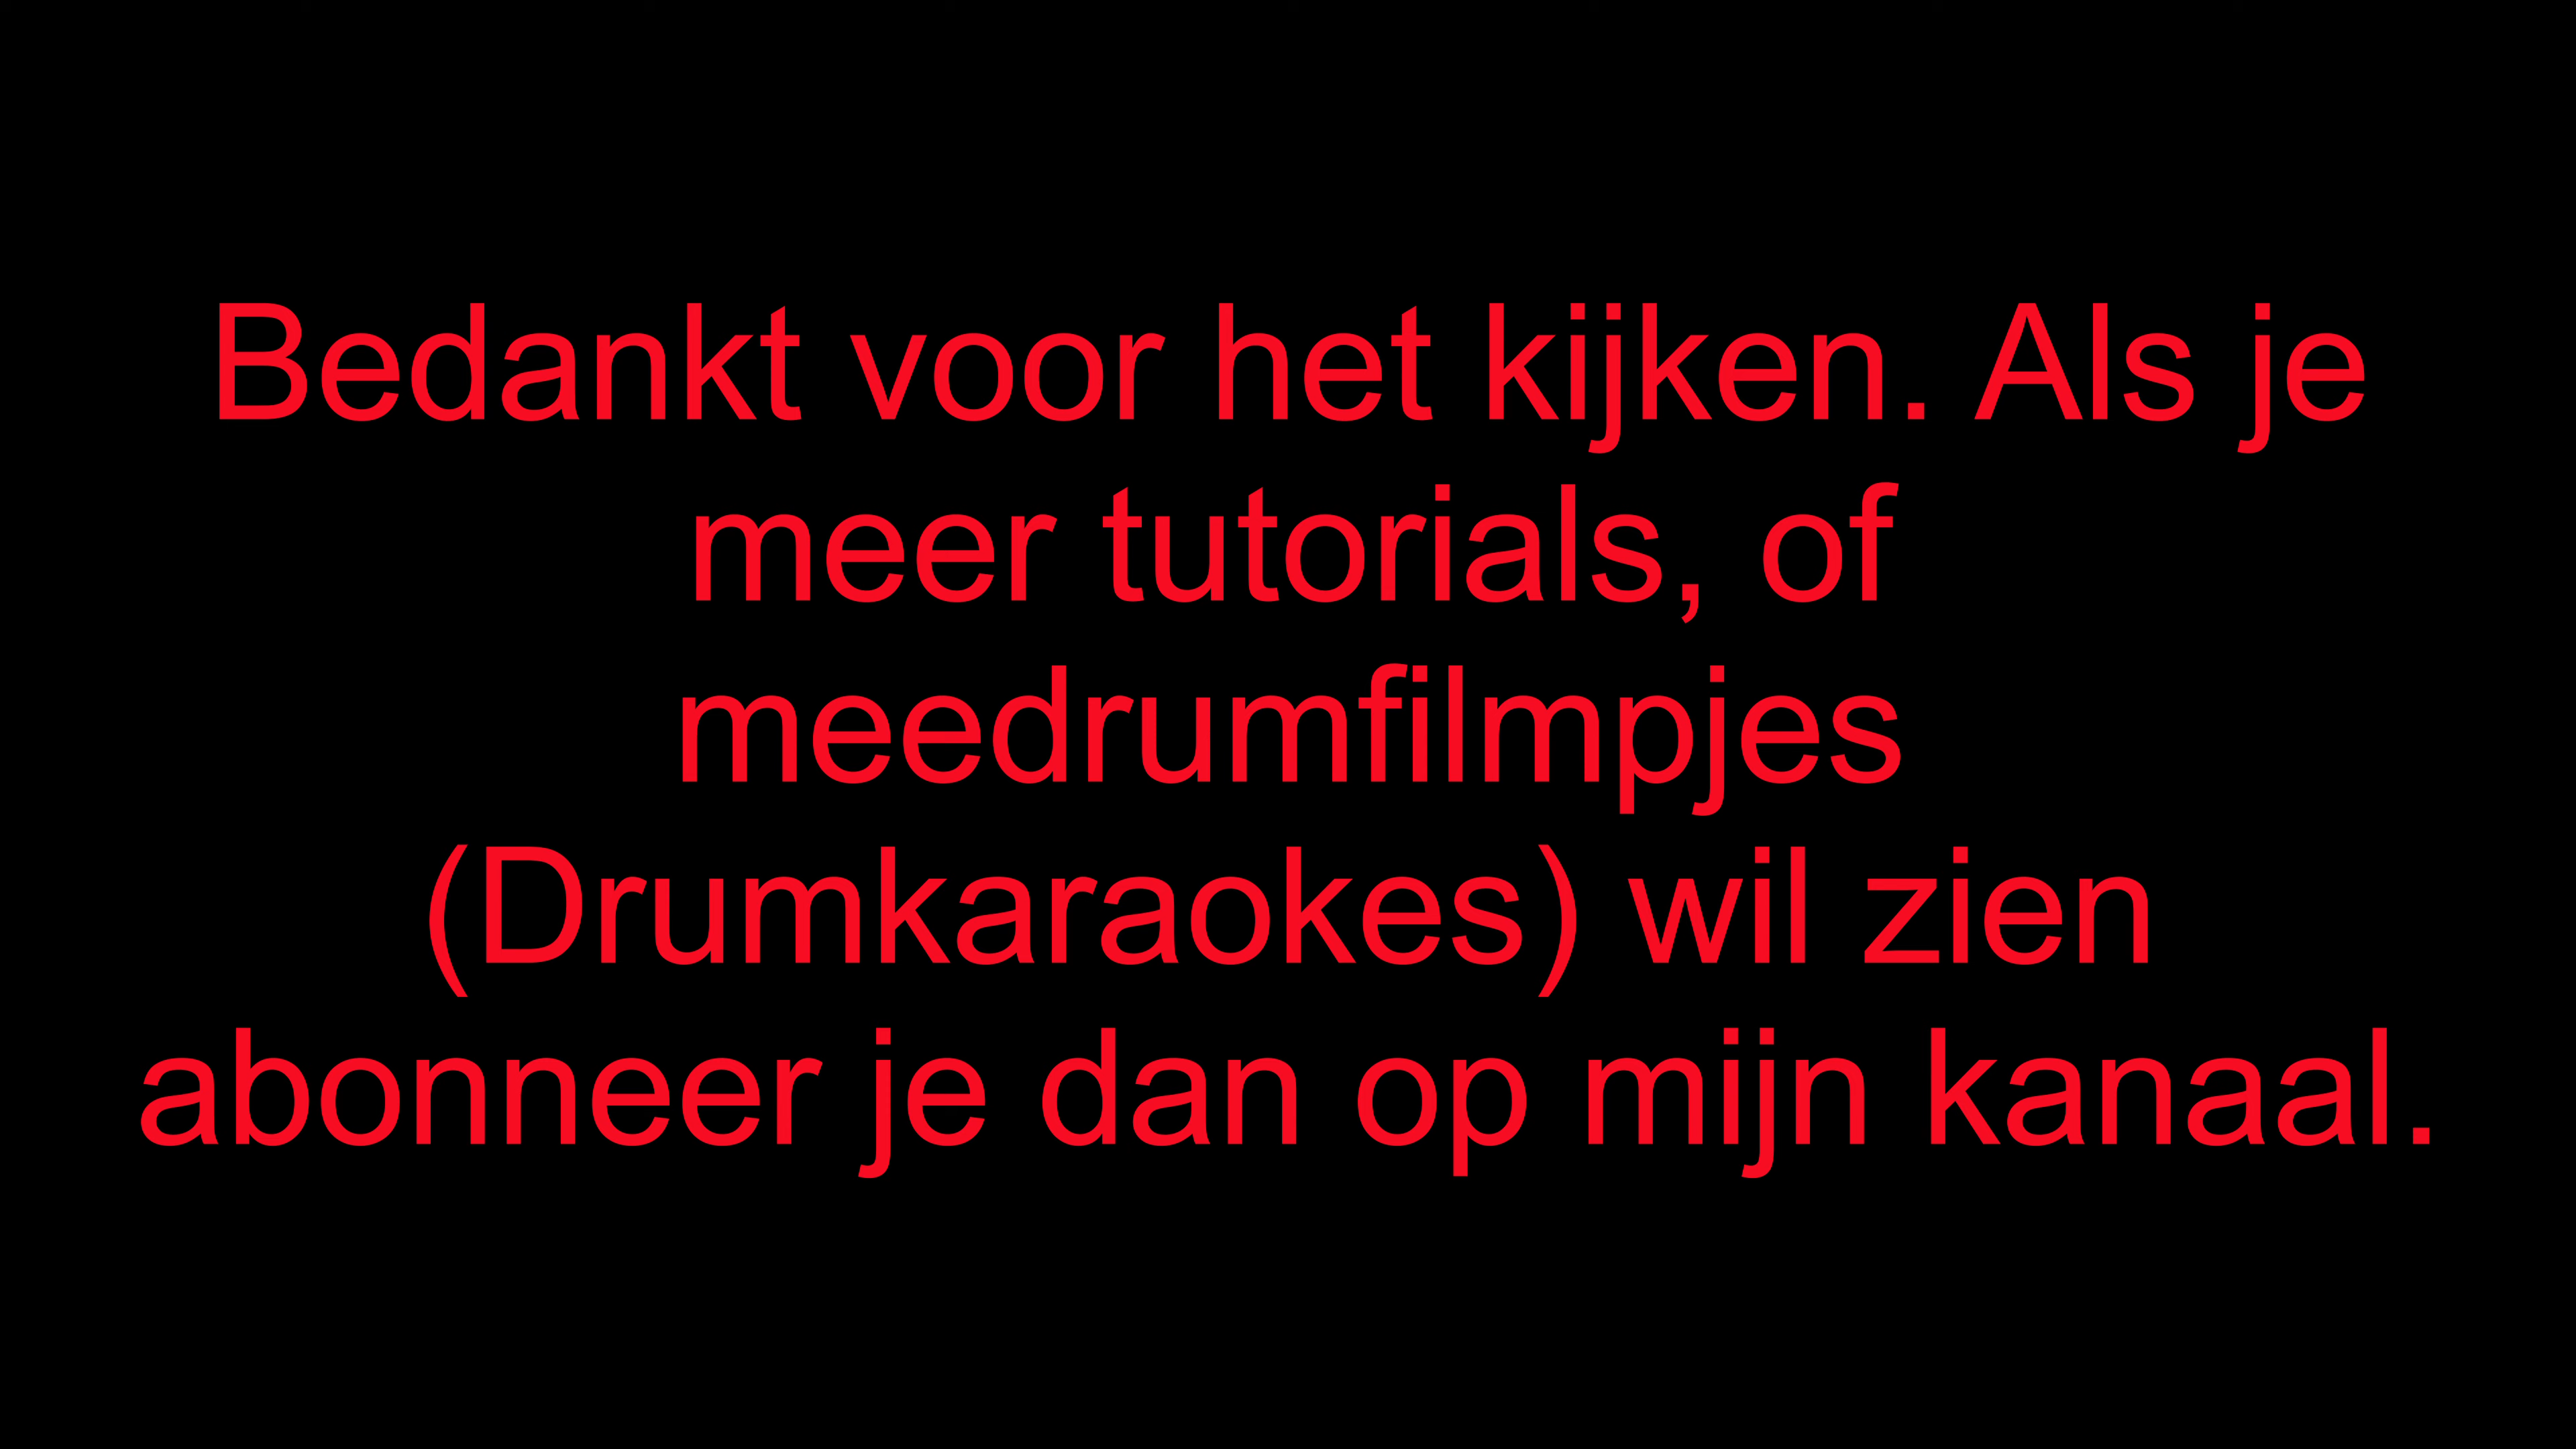 Bedankt voor het kijken. Als je
meer tutorials, of
meedrumfilmpjes
(Drumkaraokes) wil zien
abonneer je dan op mijn kanaal.